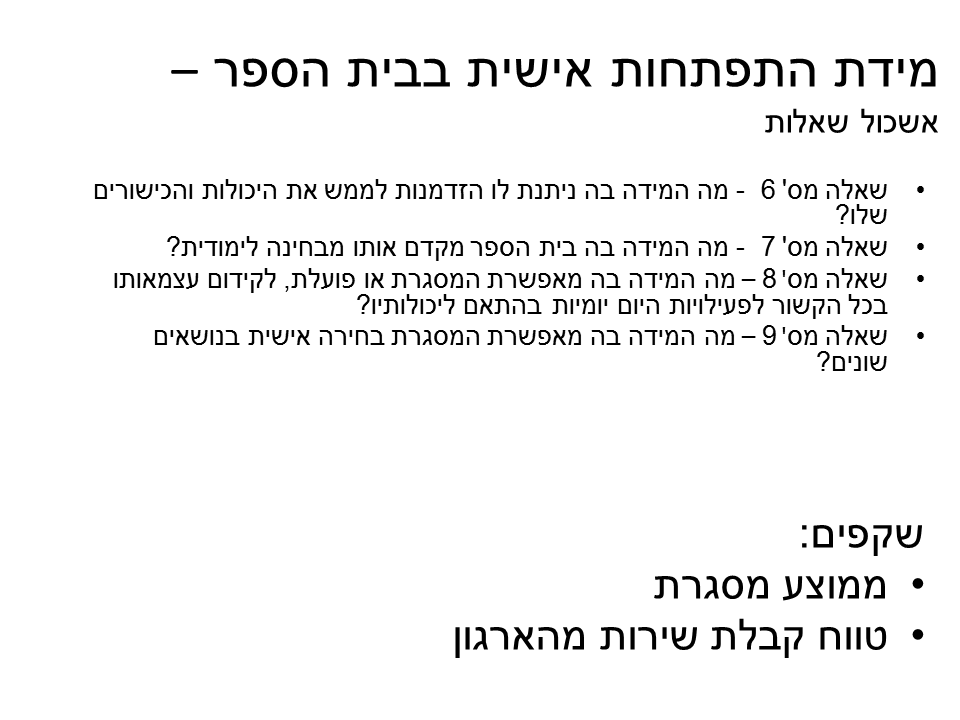 מידת התפתחות אישית בבית הספר –
אשכול שאלות
• שאלה מס' 6 - מה המידה בה ניתנת לו הזדמנות לממש את היכולות והכישורים
שלו?
• שאלה מס' 7 - מה המידה בה בית הספר מקדם אותו מבחינה לימודית?
• שאלה מס' 8 – מה המידה בה מאפשרת המסגרת או פועלת, לקידום עצמאותו
בכל הקשור לפעילויות היום יומיות בהתאם ליכולותיו?
• שאלה מס' 9 – מה המידה בה מאפשרת המסגרת בחירה אישית בנושאים
שונים?
שקפים:
• ממוצע מסגרת
• טווח קבלת שירות מהארגון